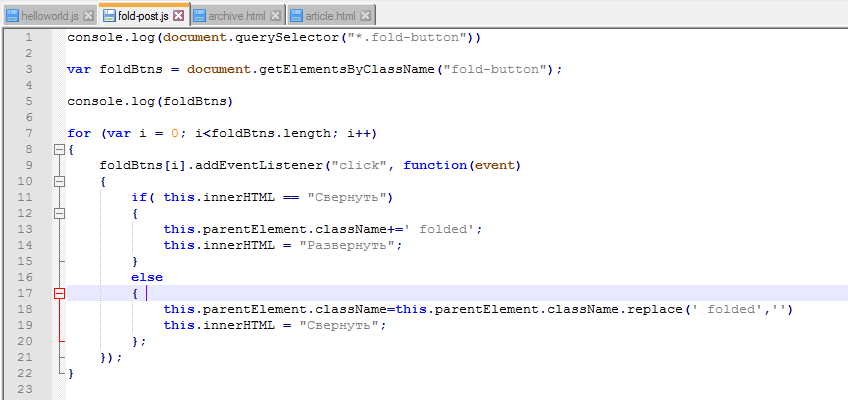 helloworld.js fold-post.js archive.html article.html
1 console.log(document.querySelector("*.fold-button"))
2
3 var foldBtns = document.getElementsByClassName("fold-button");
4
5 console.log(foldBtns)
6
7 for (var i = 0; i<foldBtns.length; i++)
8 {
9 foldBtns[i].addEventListener("click", function(event)
10 {
11 if( this.innerHTML == "Свернуть")
12 {
13 this.parentElement.className+=' folded';
14 this.innerHTML = "Развернуть";
15 }
16 else
17 {
18 this.parentElement.className=this.parentElement.className.replace(' folded','')
19 this.innerHTML = "Свернуть";
20 };
21 });
22 }
23